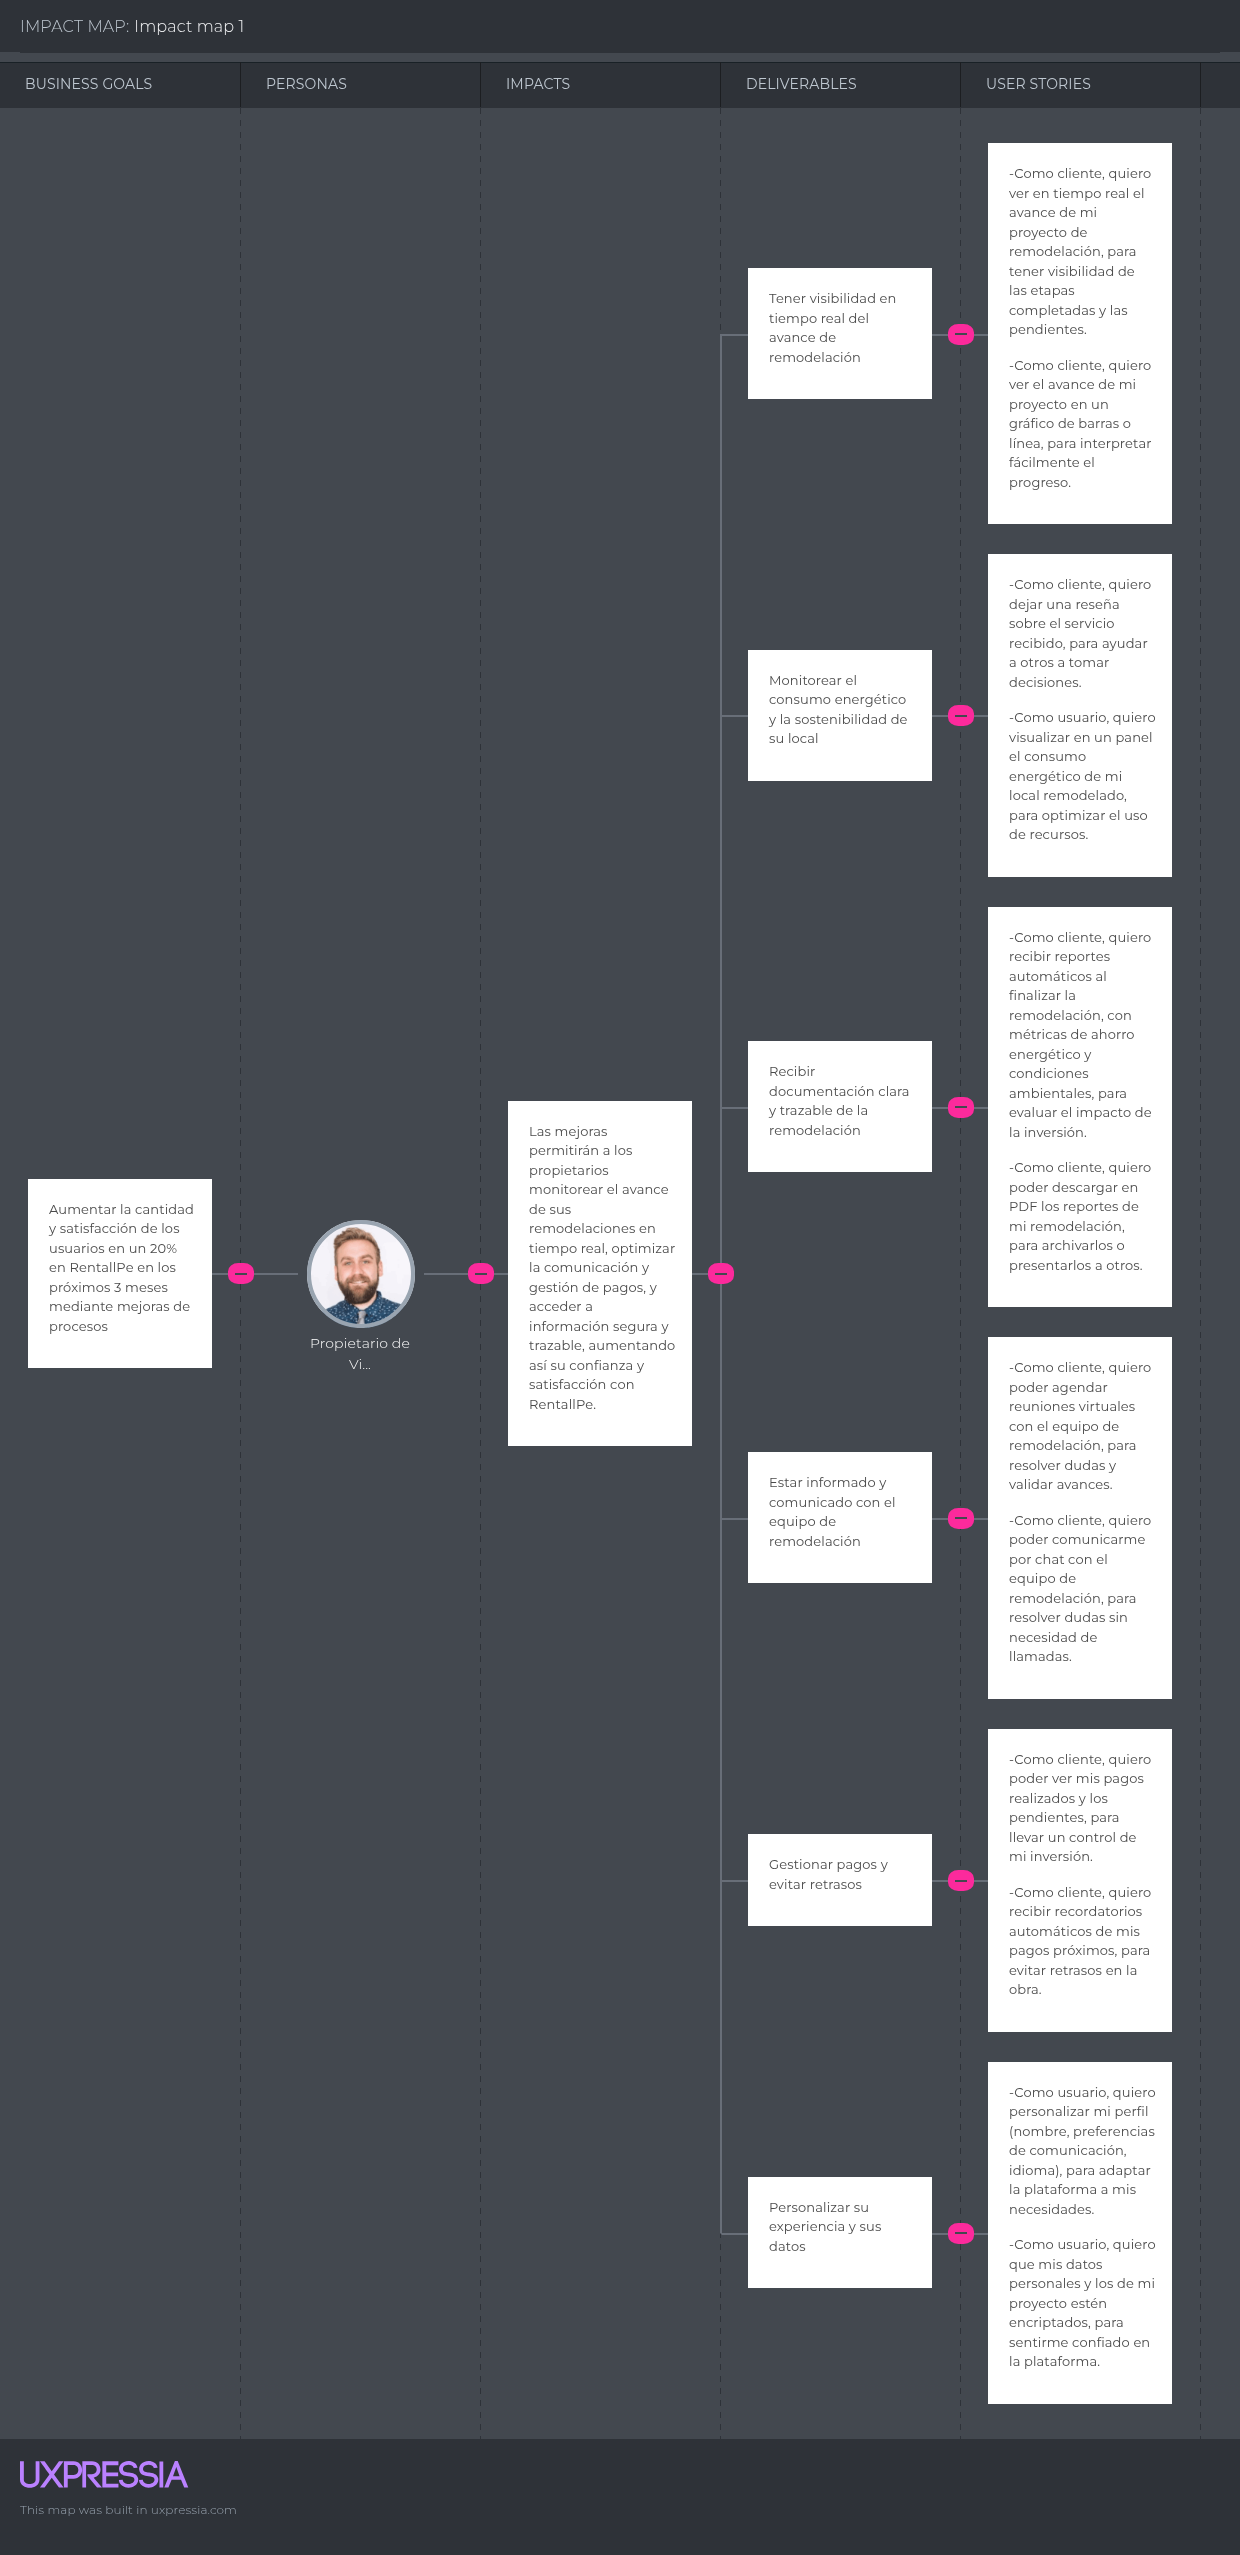 IMPACT MAP: Impact map 1
BUSINESS GOALS
PERSONAS
IMPACTS
DELIVERABLES
USER STORIES
Aumentar la cantidad
y satisfacción de los
usuarios en un 20%
en RentallPe en los
próximos 3 meses
mediante mejoras de
procesos
Propietario de
Vi...
Las mejoras
permitirán a los
propietarios
monitorear el avance
de sus
remodelaciones en
tiempo real, optimizar
la comunicación y
gestión de pagos, y
acceder a
información segura y
trazable, aumentando
así su confianza y
satisfacción con
RentallPe.
Tener visibilidad en
tiempo real del
avance de
remodelación
-Como cliente, quiero
ver en tiempo real el
avance de mi
proyecto de
remodelación, para
tener visibilidad de
las etapas
completadas y las
pendientes.
-Como cliente, quiero
ver el avance de mi
proyecto en un
gráfico de barras o
línea, para interpretar
fácilmente el
progreso.
Monitorear el
consumo energético
y la sostenibilidad de
su local
-Como cliente, quiero
dejar una reseña
sobre el servicio
recibido, para ayudar
a otros a tomar
decisiones.
-Como usuario, quiero
visualizar en un panel
el consumo
energético de mi
local remodelado,
para optimizar el uso
de recursos.
Recibir
documentación clara
y trazable de la
remodelación
-Como cliente, quiero
recibir reportes
automáticos al
finalizar la
remodelación, con
métricas de ahorro
energético y
condiciones
ambientales, para
evaluar el impacto de
la inversión.
-Como cliente, quiero
poder descargar en
PDF los reportes de
mi remodelación,
para archivarlos o
presentarlos a otros.
Estar informado y
comunicado con el
equipo de
remodelación
-Como cliente, quiero
poder agendar
reuniones virtuales
con el equipo de
remodelación, para
resolver dudas y
validar avances.
-Como cliente, quiero
poder comunicarme
por chat con el
equipo de
remodelación, para
resolver dudas sin
necesidad de
llamadas.
Gestionar pagos y
evitar retrasos
-Como cliente, quiero
poder ver mis pagos
realizados y los
pendientes, para
llevar un control de
mi inversión.
-Como cliente, quiero
recibir recordatorios
automáticos de mis
pagos próximos, para
evitar retrasos en la
obra.
Personalizar su
experiencia y sus
datos
-Como usuario, quiero
personalizar mi perfil
(nombre, preferencias
de comunicación,
idioma), para adaptar
la plataforma a mis
necesidades.
-Como usuario, quiero
que mis datos
personales y los de mi
proyecto estén
encriptados, para
sentirme confiado en
la plataforma.
UXPRESSIA
This map was built in uxpressia.com